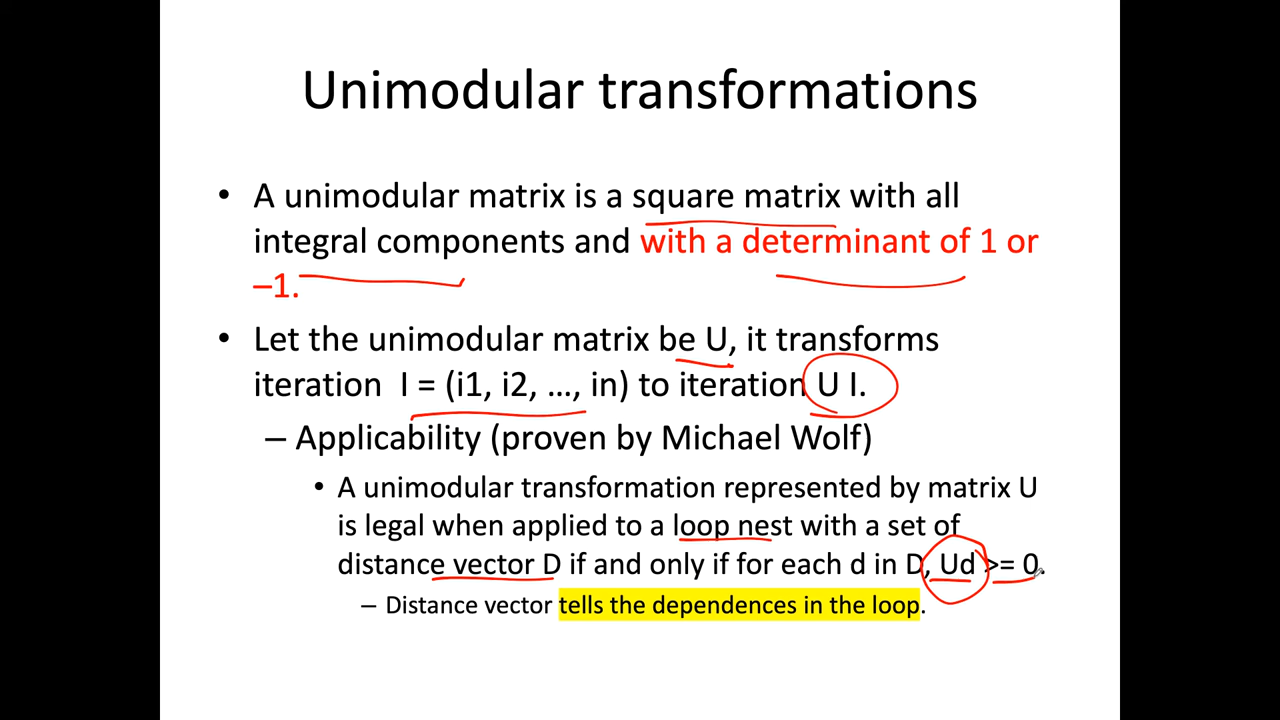 Unimodular transformations
• A unimodular matrix is a square matrix with all
integral components and with a determinant of 1 or
–1.
• Let the unimodular matrix be U, it transforms
iteration I = (i1, i2, …, in) to iteration U I.
– Applicability (proven by Michael Wolf)
• A unimodular transformation represented by matrix U
is legal when applied to a loop nest with a set of
distance vector D if and only if for each d in D, Ud >= 0.
– Distance vector tells the dependences in the loop.